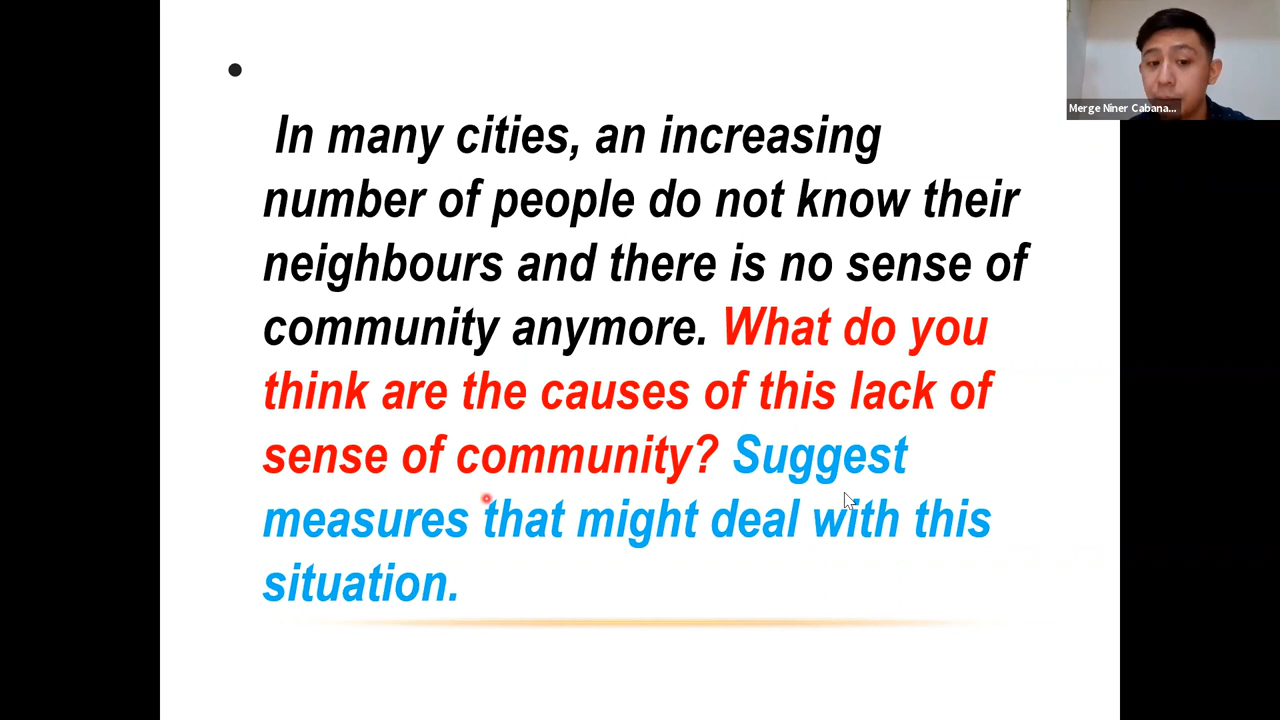 Merge Niner Cabana...
In many cities, an increasing
number of people do not know their
neighbours and there is no sense of
community anymore. What do you
think are the causes of this lack of
sense of community? Suggest
measures that might deal with this
situation.